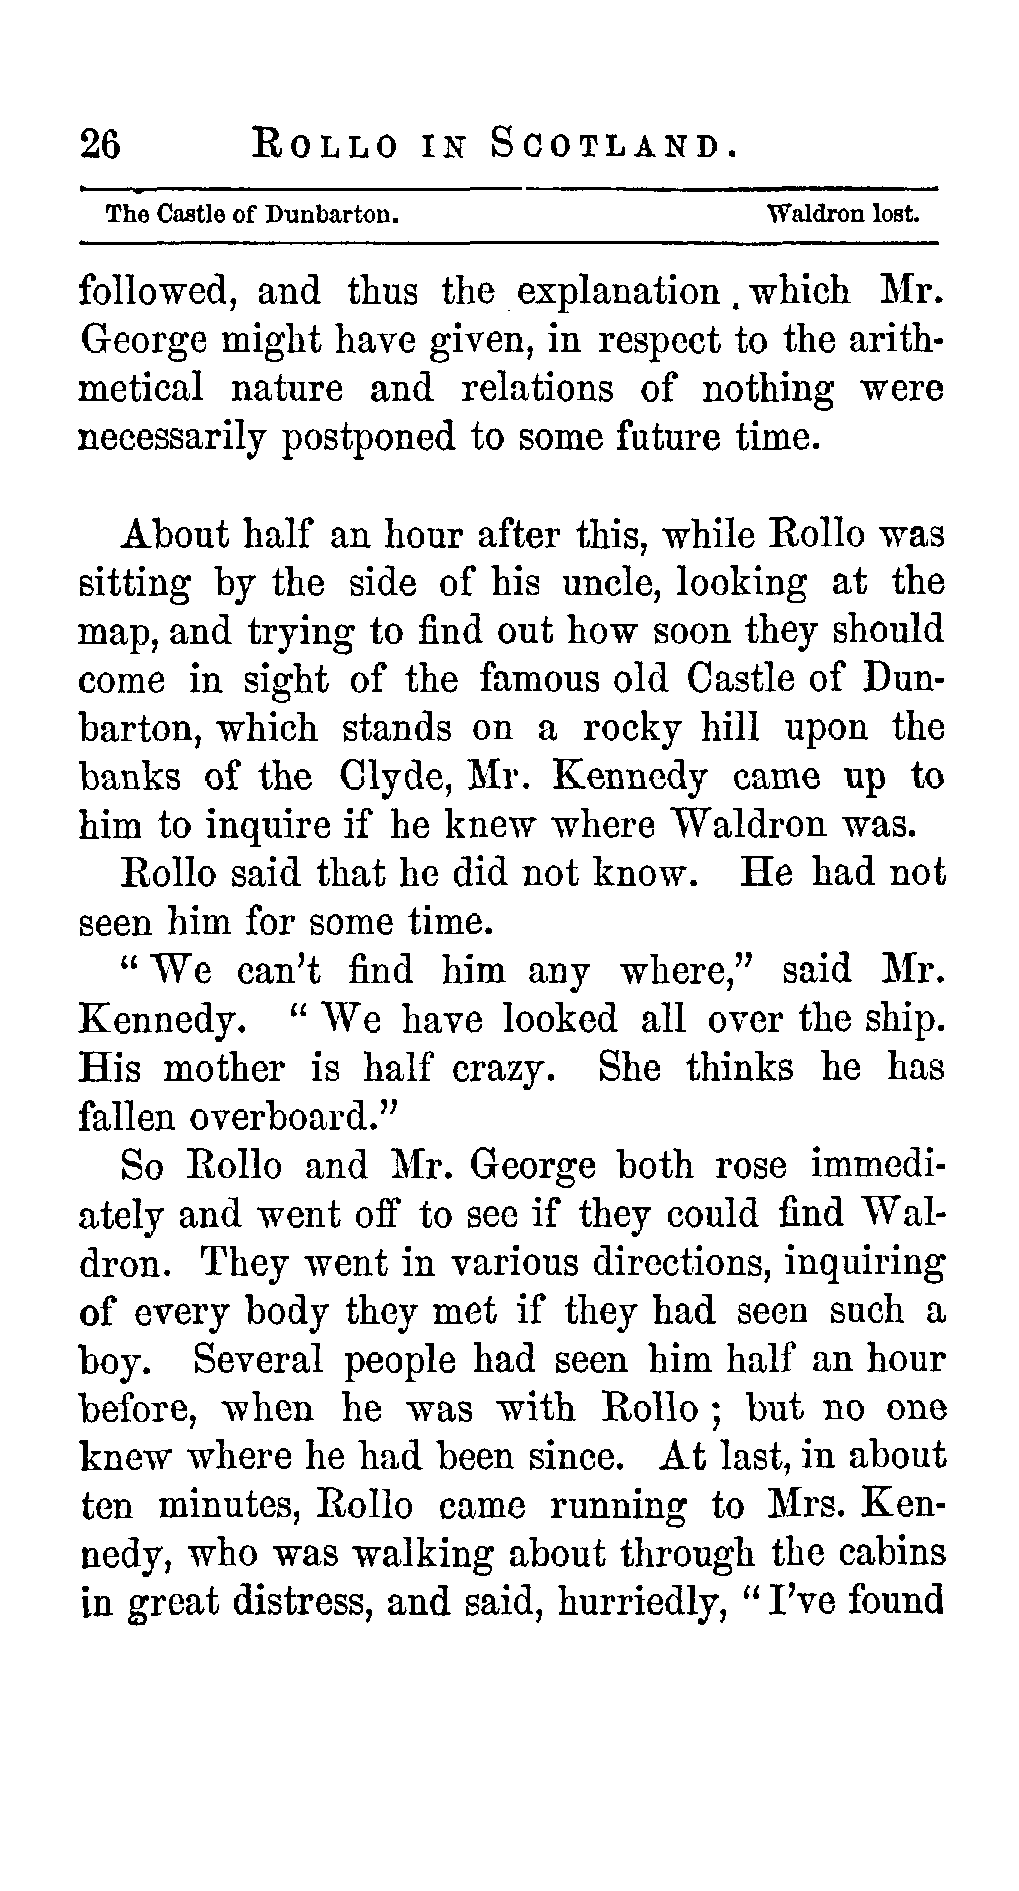 26 ROLLO IN SCOTLAND.
The Castle of Dunbarton. Waldron lost.
followed, and thus the explanation which Mr.
George might have given, in respect to the arith-
metical nature and relations of nothing were
necessarily postponed to some future time.
About half an hour after this, while Rollo was
sitting by the side of his uncle, looking at the
map, and trying to find out how soon they should
come in sight of the famous old Castle of Dun-
barton, which stands on a rocky hill upon the
banks of the Clyde, Mr. Kennedy came up to
him to inquire if he knew where Waldron was.
Rollo said that he did not know. He had not
seen him for some time.
“ We can’t find him any where,” said Mr.
Kennedy. “ We have looked all over the ship.
His mother is half crazy. She thinks he has
fallen overboard.”
So Rollo and Mr. George both rose immedi-
ately and went off to see if they could find Wal-
dron. They went in various directions, inquiring
of every body they met if they had seen such a
boy. Several people had seen him half an hour
before, when he was with Rollo ; but no one
knew where he had been since. At last, in about
ten minutes, Rollo came running to Mrs. Ken-
nedy, who was walking about through the cabins
in great distress, and said, hurriedly, “ I’ve found